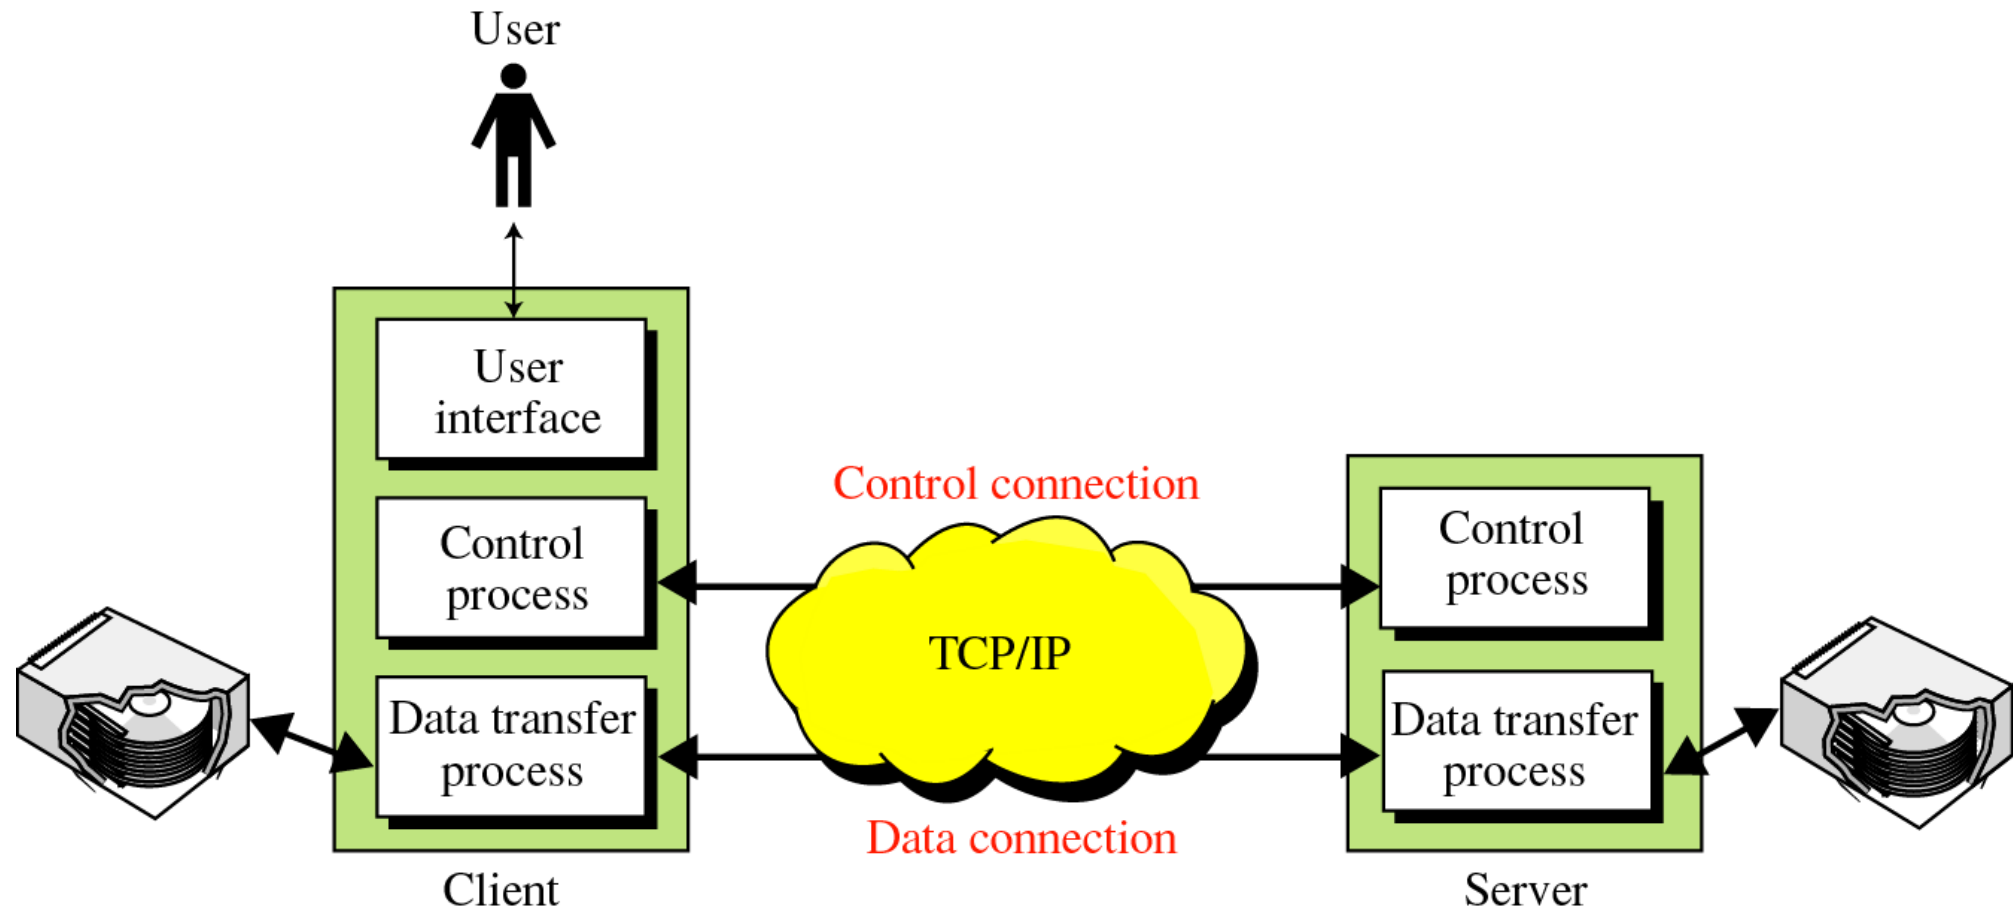 User
User
interface
Control
process
Data transfer
process
Client
Control connection
TCP/IP
Data connection
Control
process
Data transfer
process
Server